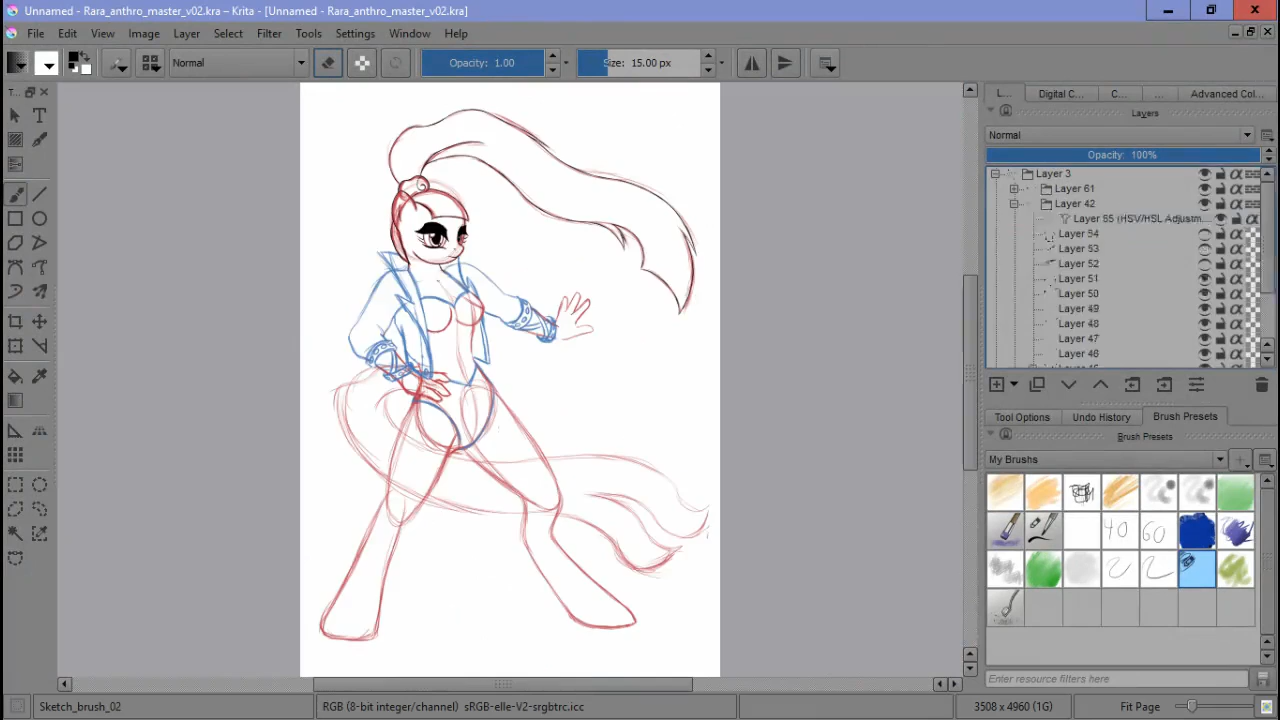 Unnamed - Rara_anthro_master_v02.kra – Krita - [Unnamed - Rara_anthro_master_v02.kra]
File Edit View Image Layer Select Filter Tools Settings Window Help
Normal
Opacity: 1.00
Size: 15.00 px
T...
L...
Digital C...
C...
...
Advanced Col...
Layers
Normal
Opacity: 100%
Layer 3
Layer 61
Layer 42
Layer 55 (HSV/HSL Adjustm...
Layer 54
Layer 53
Layer 52
Layer 51
Layer 50
Layer 49
Layer 48
Layer 47
Layer 46
Tool Options
Undo History
Brush Presets
Brush Presets
My Brushes
40
60
Enter resource filters here
Sketch_brush_02
RGB (8-bit integer/channel) sRGB-elle-V2-srgbtrc.icc
3508 x 4960 (1G)
Fit Page